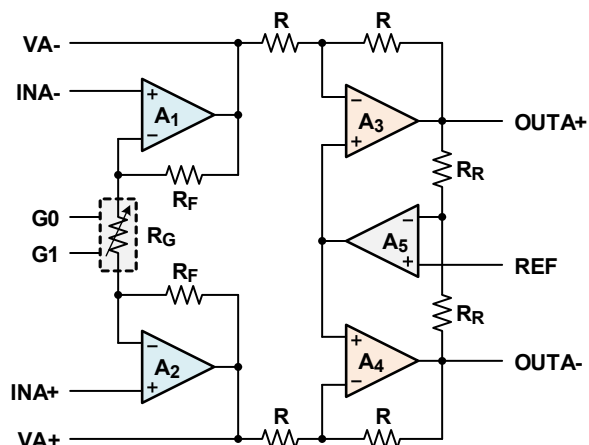 R R
VA-
INA-
+
A1
−
−
A3
+
OUTA+
RF
RR
G0
G1
RG
−
A5
+
REF
RF
RR
−
A2
+
+
A4
−
OUTA-
INA+
R R
VA+